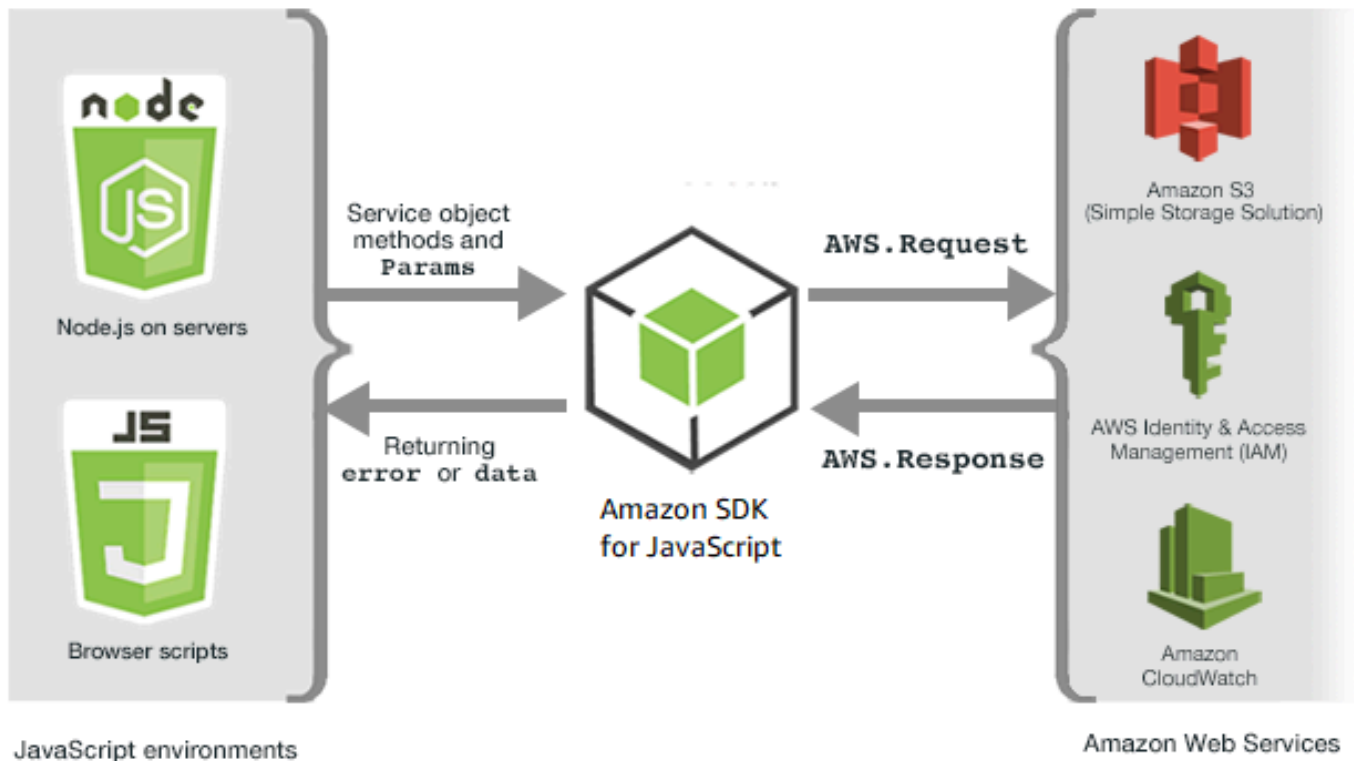 node
JS
Node.js on servers
JS
Browser scripts
JavaScript environments
Service object
methods and
Params
Returning
error or data
Amazon SDK
for JavaScript
AWS.Request
AWS.Response
Amazon S3
(Simple Storage Solution)
AWS Identity & Access
Management (IAM)
Amazon
CloudWatch
Amazon Web Services